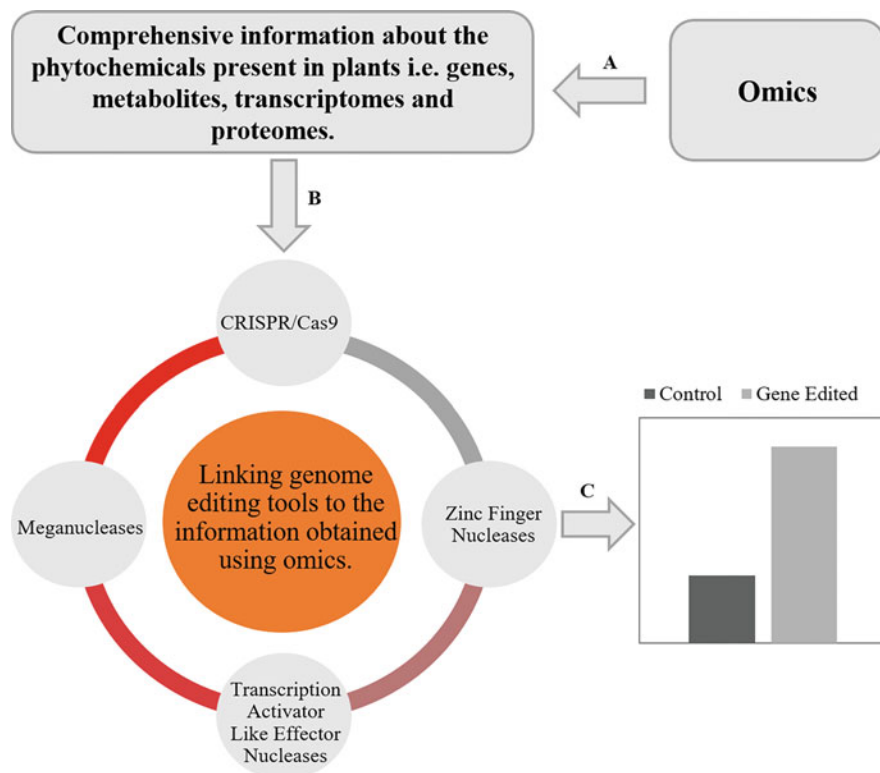 Comprehensive information about the
phytochemicals present in plants i.e. genes,
metabolites, transcriptomes and
proteomes.
A
Omics
B
CRISPR/Cas9
Meganucleases
Linking genome
editing tools to the
information obtained
using omics.
Zinc Finger
Nucleases
Transcription
Activator
Like Effector
Nucleases
C
Control
Gene Edited